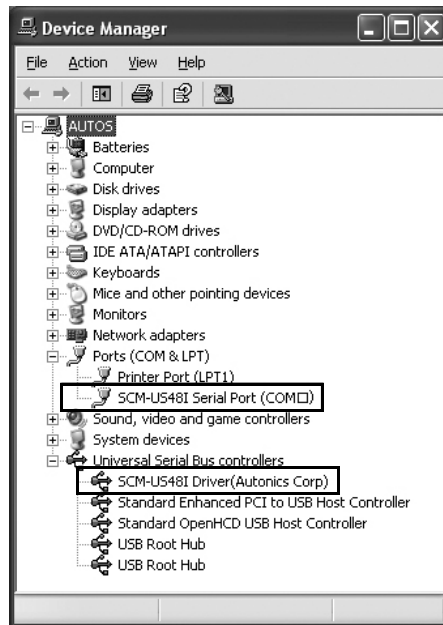 Device Manager
File Action View Help
AUTOS
Batteries
Computer
Disk drives
Display adapters
DVD/CD-ROM drives
IDE ATA/ATAPI controllers
Keyboards
Mice and other pointing devices
Monitors
Network adapters
Ports (COM & LPT)
Printer Port (LPT1)
SCM-US48I Serial Port (COM□)
Sound, video and game controllers
System devices
Universal Serial Bus controllers
SCM-US48I Driver(Autonics Corp)
Standard Enhanced PCI to USB Host Controller
Standard OpenHCD USB Host Controller
USB Root Hub
USB Root Hub